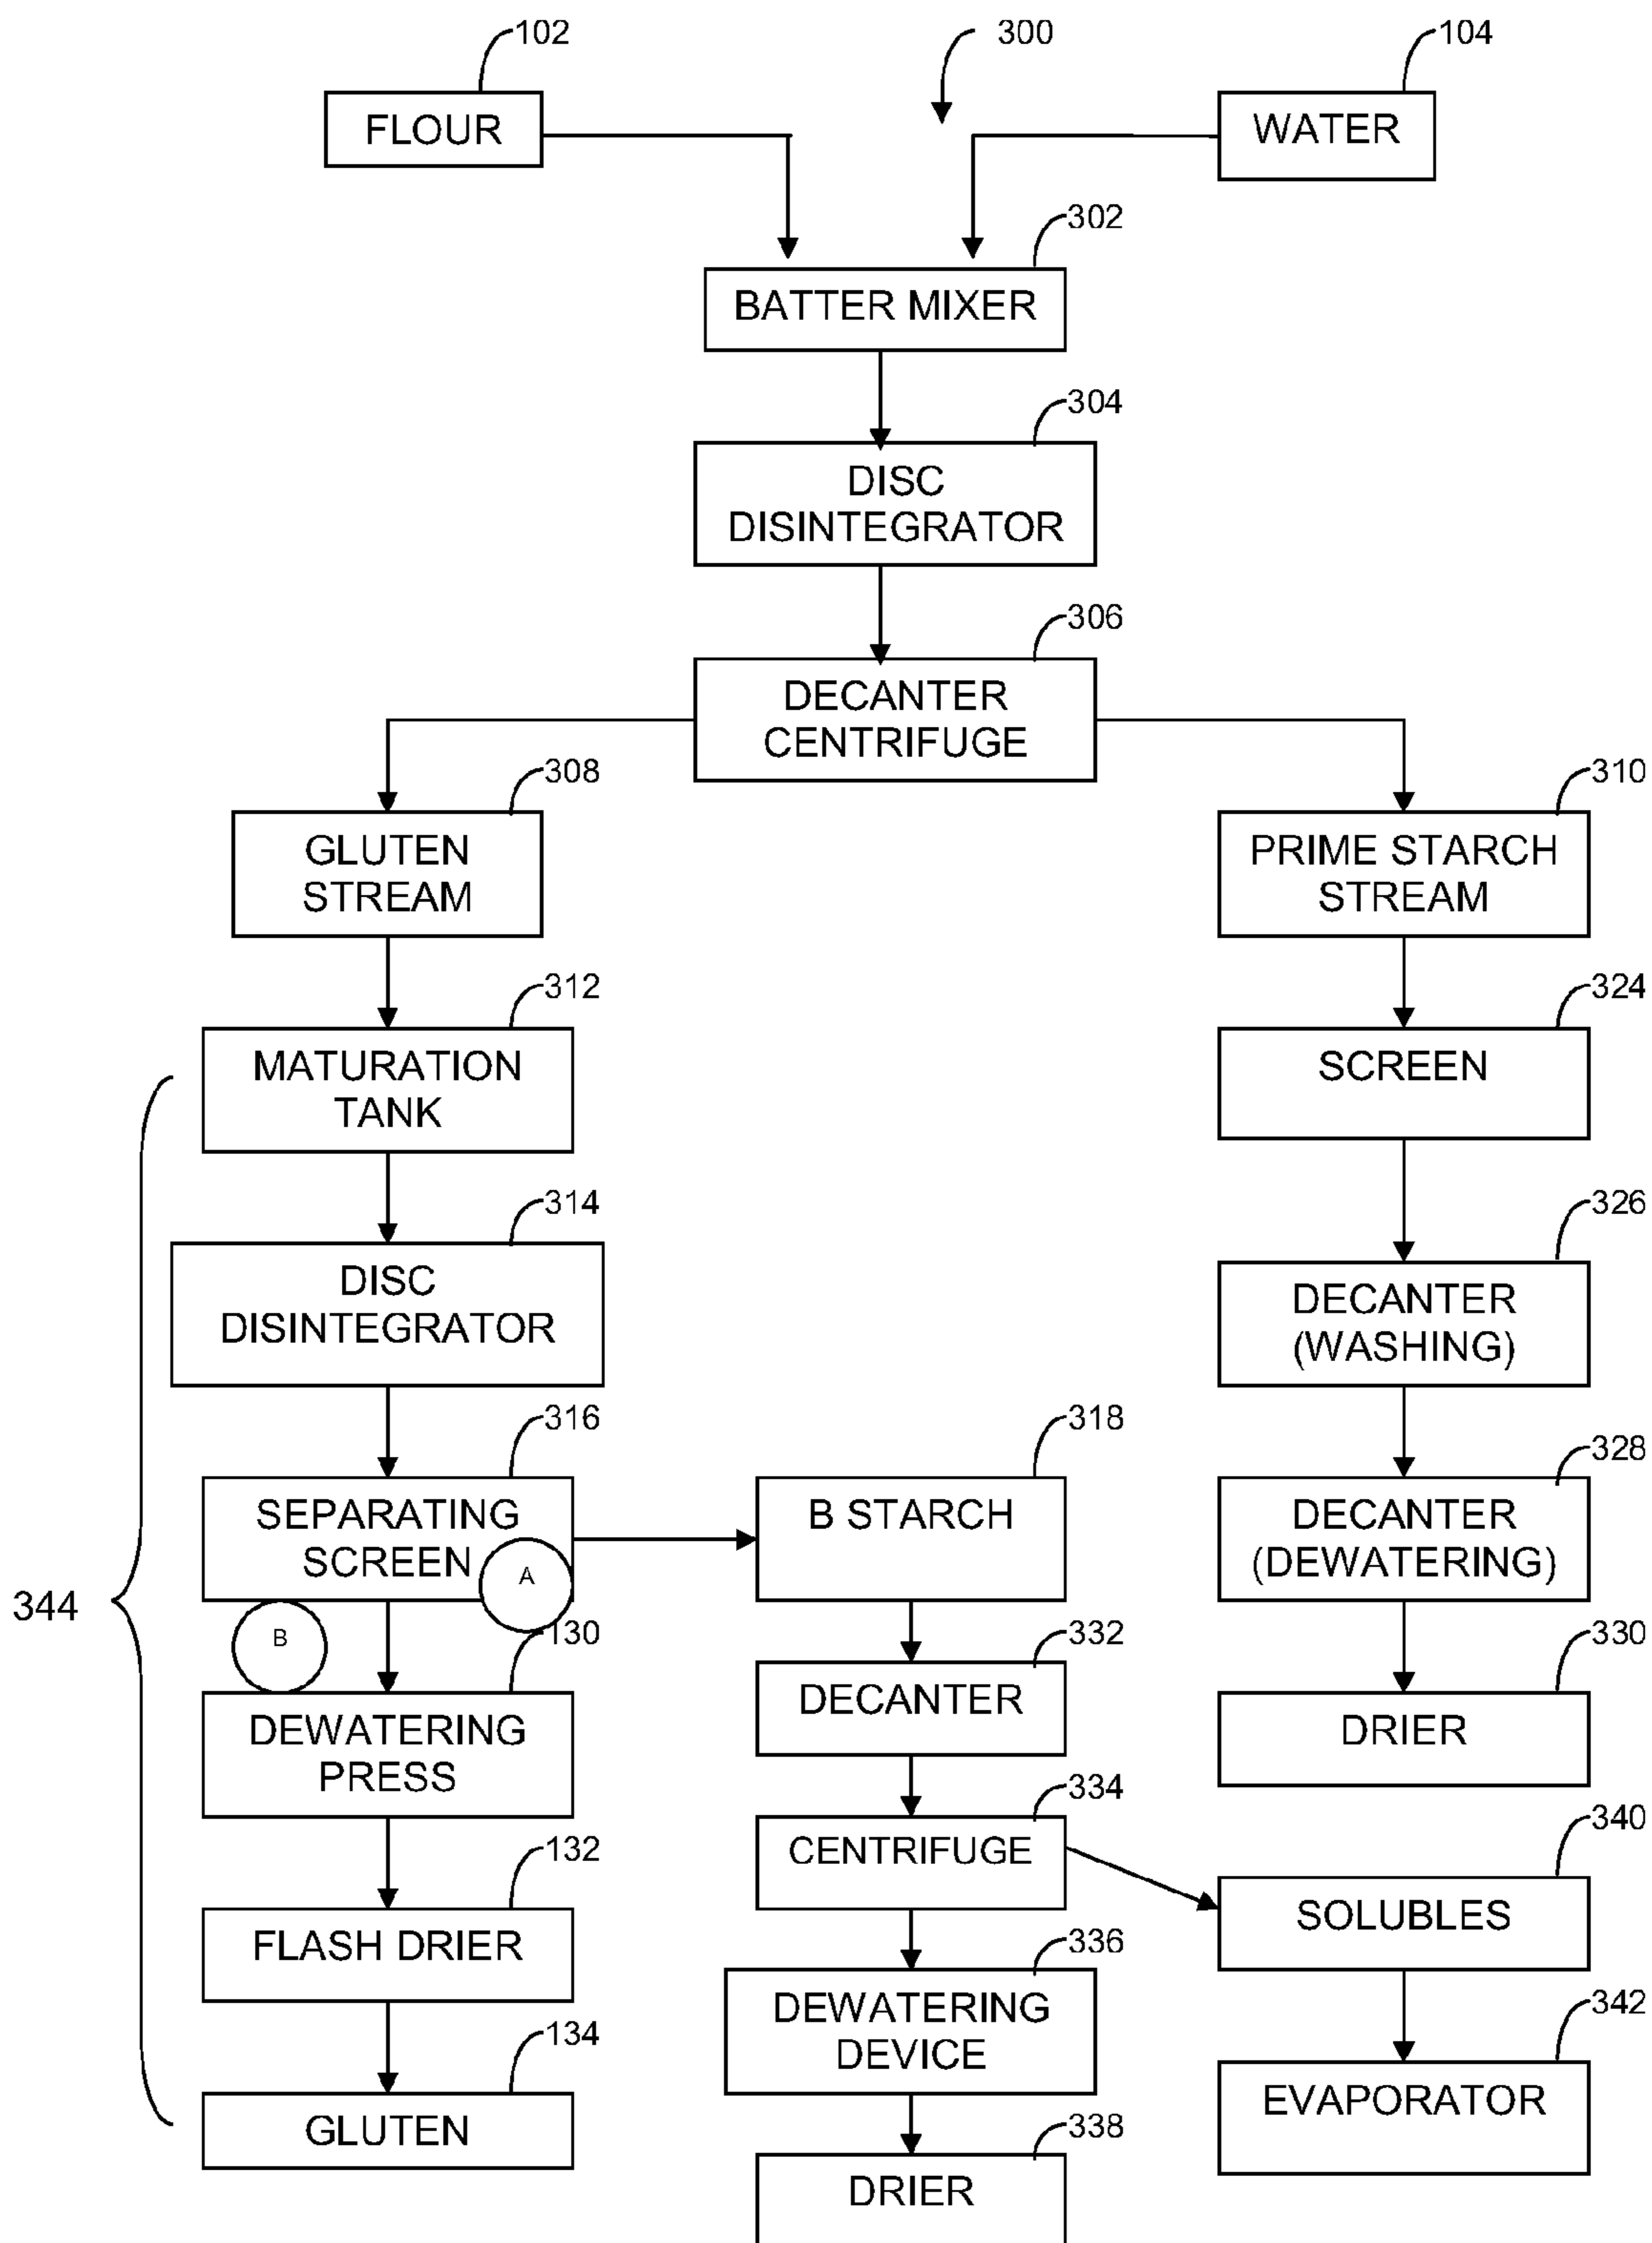 102
300
104
FLOUR
WATER
302
BATTER MIXER
304
DISC
DISINTEGRATOR
306
DECANTER
CENTRIFUGE
308
310
GLUTEN
STREAM
PRIME STARCH
STREAM
312
324
MATURATION
TANK
SCREEN
314
326
DISC
DISINTEGRATOR
DECANTER
(WASHING)
316
318
328
SEPARATING
SCREEN
B STARCH
DECANTER
(DEWATERING)
A
344
B
130
332
330
DEWATERING
PRESS
DECANTER
DRIER
334
340
132
CENTRIFUGE
SOLUBLES
FLASH DRIER
336
342
134
DEWATERING
DEVICE
EVAPORATOR
GLUTEN
338
DRIER